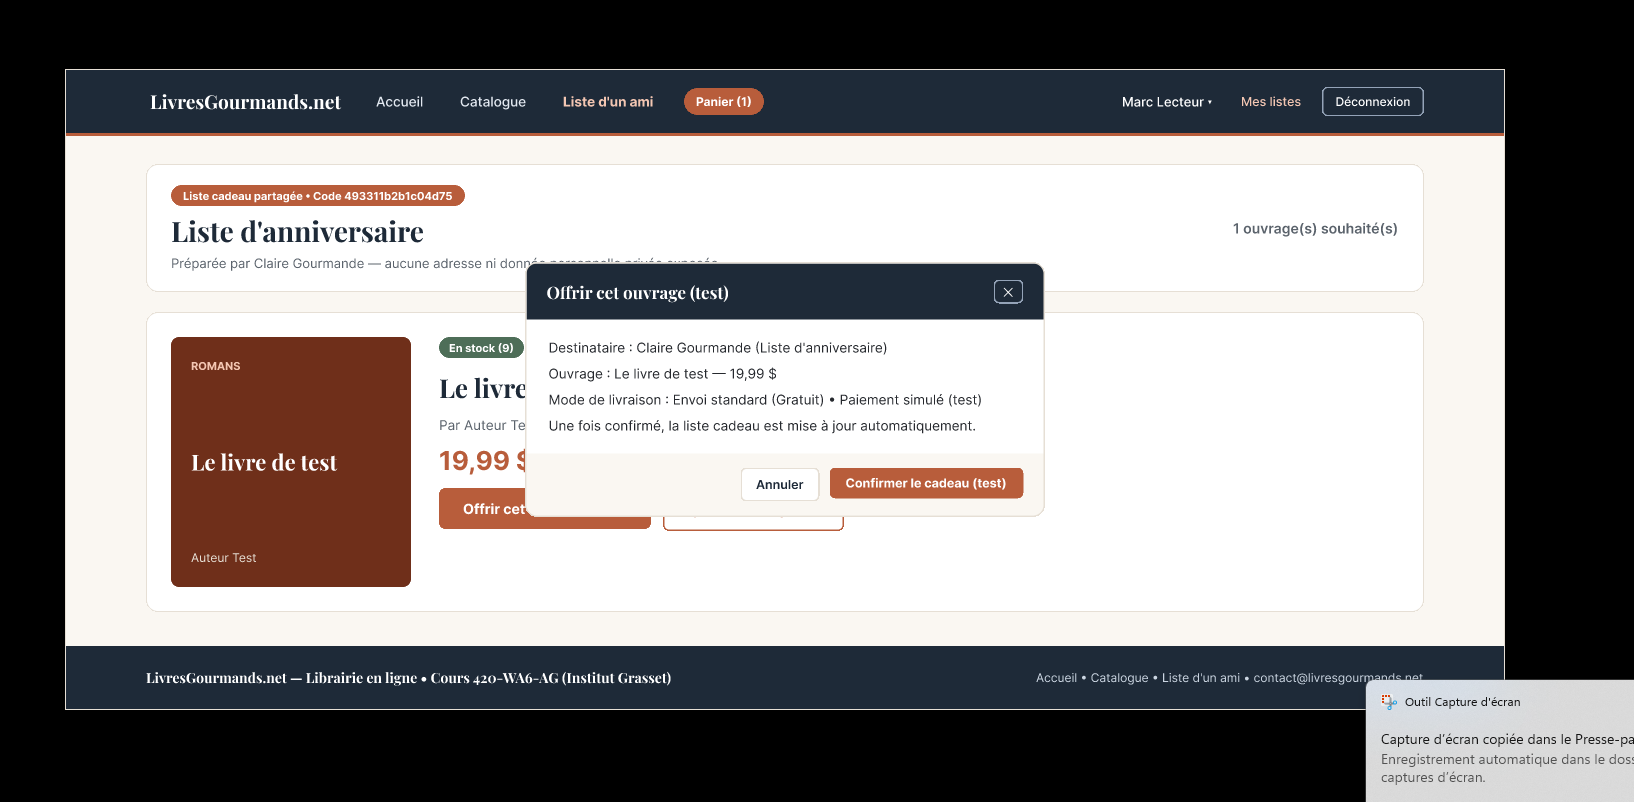 LivresGourmands.net Accueil Catalogue Liste d'un ami Panier (1) Marc Lecteur ▾ Mes listes Déconnexion
Liste cadeau partagée • Code 493311b2b1c04d75
Liste d'anniversaire
1 ouvrage(s) souhaité(s)
Préparée par Claire Gourmande — aucune adresse ni donnée personnelle privée exposée
Offrir cet ouvrage (test)
Destinataire : Claire Gourmande (Liste d'anniversaire)
Ouvrage : Le livre de test — 19,99 $
Mode de livraison : Envoi standard (Gratuit) • Paiement simulé (test)
Une fois confirmé, la liste cadeau est mise à jour automatiquement.
Annuler Confirmer le cadeau (test)
ROMANS
Le livre de test
Auteur Test
En stock (9)
Le livre
Par Auteur Te
19,99 $
Offrir cet
LivresGourmands.net — Librairie en ligne • Cours 420-WA6-AG (Institut Grasset)
Accueil • Catalogue • Liste d'un ami • contact@livresgourmands.net
Outil Capture d'écran
Capture d'écran copiée dans le Presse-pa
Enregistrement automatique dans le doss
captures d'écran.